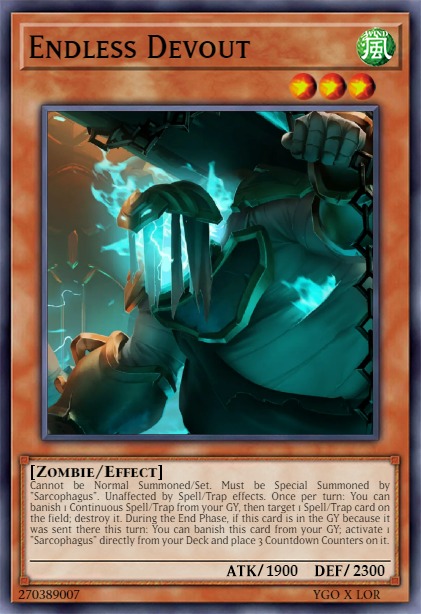 Endless Devout
WIND
風
[Zombie/Effect]
Cannot be Normal Summoned/Set. Must be Special Summoned by
"Sarcophagus". Unaffected by Spell/Trap effects. Once per turn: You can
banish 1 Continuous Spell/Trap from your GY, then target 1 Spell/Trap card on
the field; destroy it. During the End Phase, if this card is in the GY because it
was sent there this turn: You can banish this card from your GY; activate 1
"Sarcophagus" directly from your Deck and place 3 Countdown Counters on it.
ATK/1900 DEF/2300
270389007 YGO X LOR